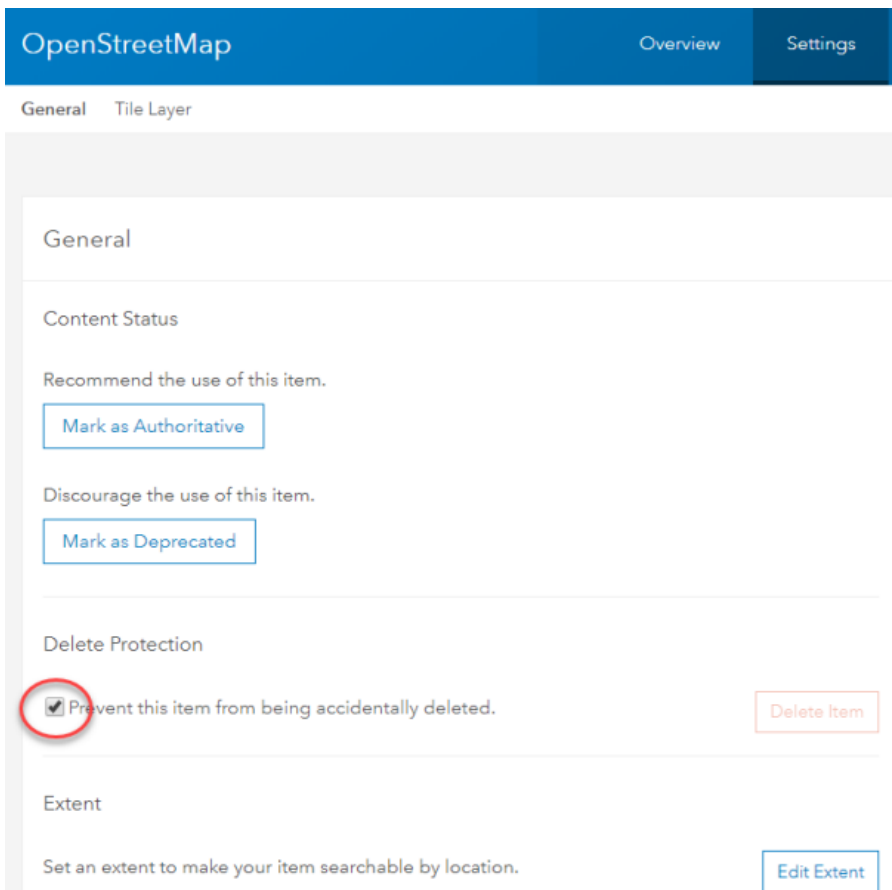 OpenStreetMap Overview Settings
General Tile Layer
General
Content Status
Recommend the use of this item.
Mark as Authoritative
Discourage the use of this item.
Mark as Deprecated
Delete Protection
Prevent this item from being accidentally deleted. Delete Item
Extent
Set an extent to make your item searchable by location. Edit Extent